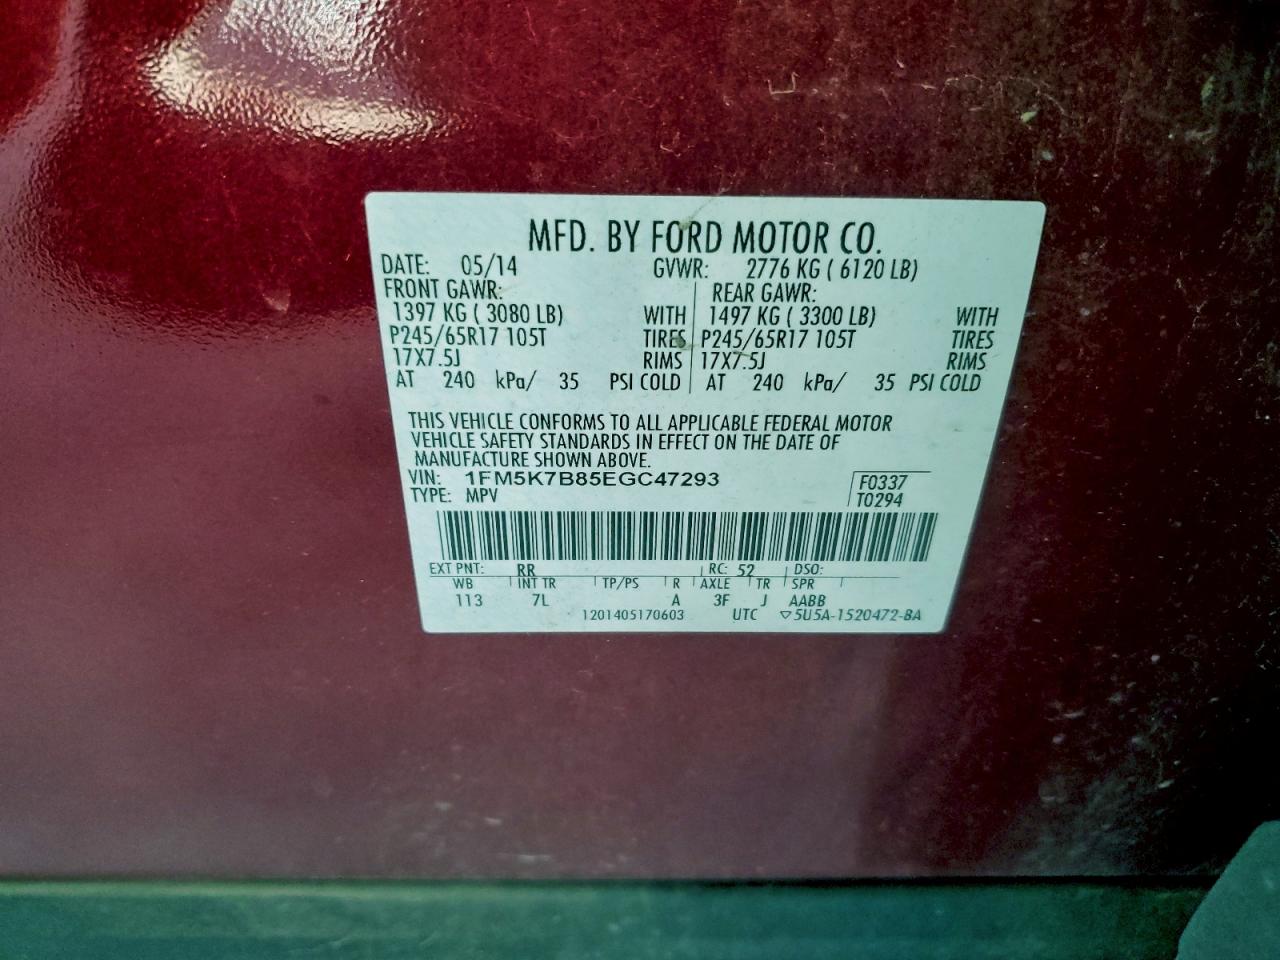 MFD. BY FORD MOTOR CO.
DATE: 05/14 GVWR: 2776 KG ( 6120 LB)
FRONT GAWR: REAR GAWR:
1397 KG ( 3080 LB) WITH 1497 KG ( 3300 LB) WITH
P245/65R17 105T TIRES P245/65R17 105T TIRES
17X7.5J RIMS 17X7.5J RIMS
AT 240 kPa/ 35 PSI COLD AT 240 kPa/ 35 PSI COLD
THIS VEHICLE CONFORMS TO ALL APPLICABLE FEDERAL MOTOR
VEHICLE SAFETY STANDARDS IN EFFECT ON THE DATE OF
MANUFACTURE SHOWN ABOVE.
VIN: 1FM5K7B85EGC47293 F0337
TYPE: MPV T0294
EXT PNT: RR RC: 52 DSO:
WB INT TR TP/PS R AXLE TR SPR
113 7L A 3F J AABB
1201405170603 UTC ▽5U5A-1520472-BA